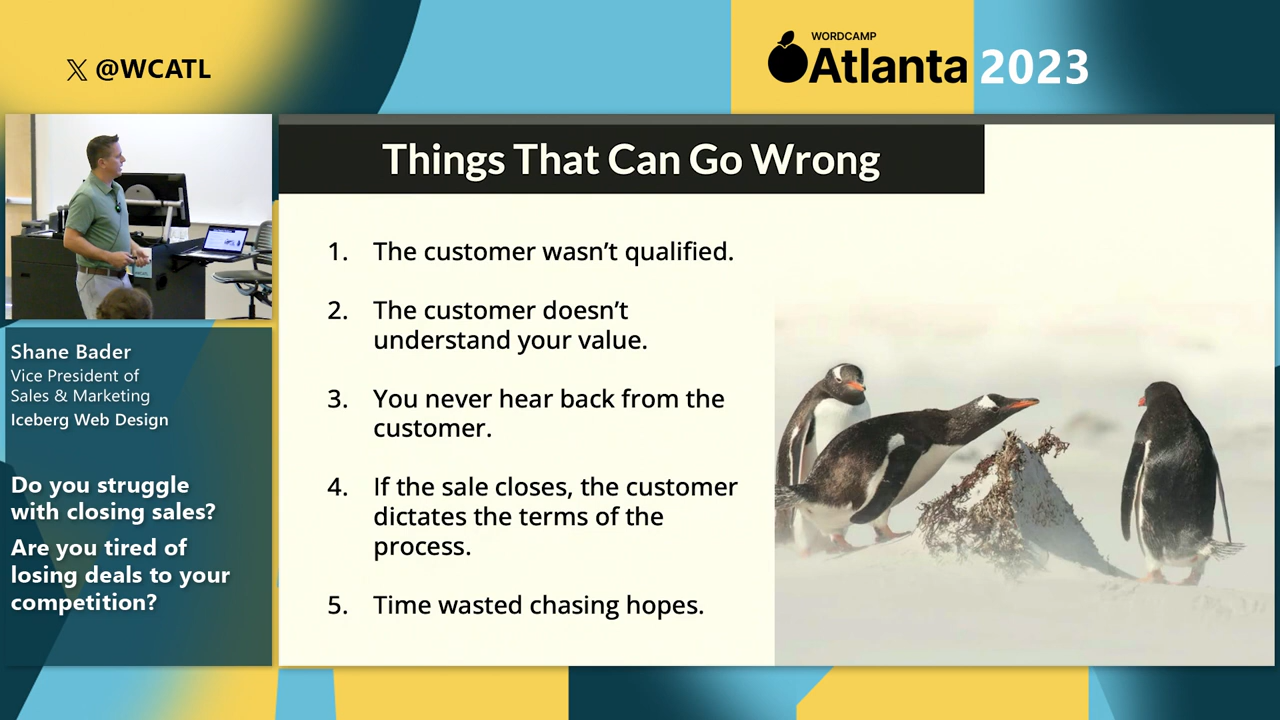 @WCATL
WORDCAMP
Atlanta 2023
Things That Can Go Wrong
1. The customer wasn’t qualified.
2. The customer doesn’t
understand your value.
3. You never hear back from the
customer.
4. If the sale closes, the customer
dictates the terms of the
process.
5. Time wasted chasing hopes.
WCATL
Shane Bader
Vice President of
Sales & Marketing
Iceberg Web Design
Do you struggle
with closing sales?
Are you tired of
losing deals to your
competition?